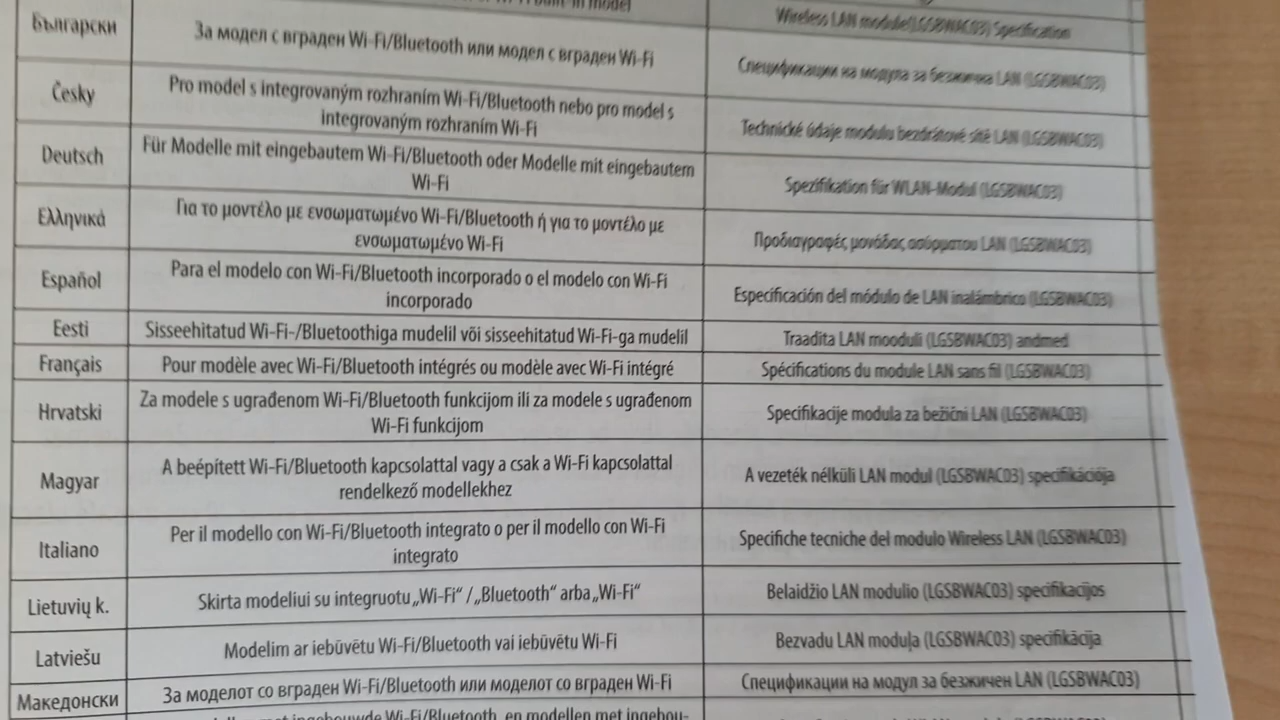 model
Wireless LAN module(LGSBWAC03) Specification
Български
За модел с вграден Wi-Fi/Bluetooth или модел с вграден Wi-Fi
Спецификации на модула за безжична LAN (LGSBWAC03)
Česky
Pro model s integrovaným rozhraním Wi-Fi/Bluetooth nebo pro model s
integrovaným rozhraním Wi-Fi
Technické údaje modulu bezdrátové sítě LAN (LGSBWAC03)
Deutsch
Für Modelle mit eingebautem Wi-Fi/Bluetooth oder Modelle mit eingebautem
Wi-Fi
Spezifikation für WLAN-Modul (LGSBWAC03)
Ελληνικά
Για το μοντέλο με ενσωματωμένο Wi-Fi/Bluetooth ή για το μοντέλο με
ενσωματωμένο Wi-Fi
Προδιαγραφές μονάδας ασύρματου LAN (LGSBWAC03)
Español
Para el modelo con Wi-Fi/Bluetooth incorporado o el modelo con Wi-Fi
incorporado
Especificación del módulo de LAN inalámbrico (LGSBWAC03)
Eesti
Sisseehitatud Wi-Fi-/Bluetoothiga mudelil või sisseehitatud Wi-Fi-ga mudelil
Traadita LAN mooduli (LGSBWAC03) andmed
Français
Pour modèle avec Wi-Fi/Bluetooth intégrés ou modèle avec Wi-Fi intégré
Spécifications du module LAN sans fil (LGSBWAC03)
Hrvatski
Za modele s ugrađenom Wi-Fi/Bluetooth funkcijom ili za modele s ugrađenom
Wi-Fi funkcijom
Specifikacije modula za bežični LAN (LGSBWAC03)
Magyar
A beépített Wi-Fi/Bluetooth kapcsolattal vagy a csak a Wi-Fi kapcsolattal
rendelkező modellekhez
A vezeték nélküli LAN modul (LGSBWAC03) specifikációja
Italiano
Per il modello con Wi-Fi/Bluetooth integrato o per il modello con Wi-Fi
integrato
Specifiche tecniche del modulo Wireless LAN (LGSBWAC03)
Lietuvių k.
Skirta modeliui su integruotu „Wi-Fi“ / „Bluetooth“ arba „Wi-Fi“
Belaidžio LAN modulio (LGSBWAC03) specifikacijos
Latviešu
Modelim ar iebūvētu Wi-Fi/Bluetooth vai iebūvētu Wi-Fi
Bezvadu LAN moduļa (LGSBWAC03) specifikācija
Македонски
За моделот со вграден Wi-Fi/Bluetooth или моделот со вграден Wi-Fi
Спецификации на модул за безжичен LAN (LGSBWAC03)
met ingebouwde Wi-Fi/Bluetooth, en modellen met ingebou-